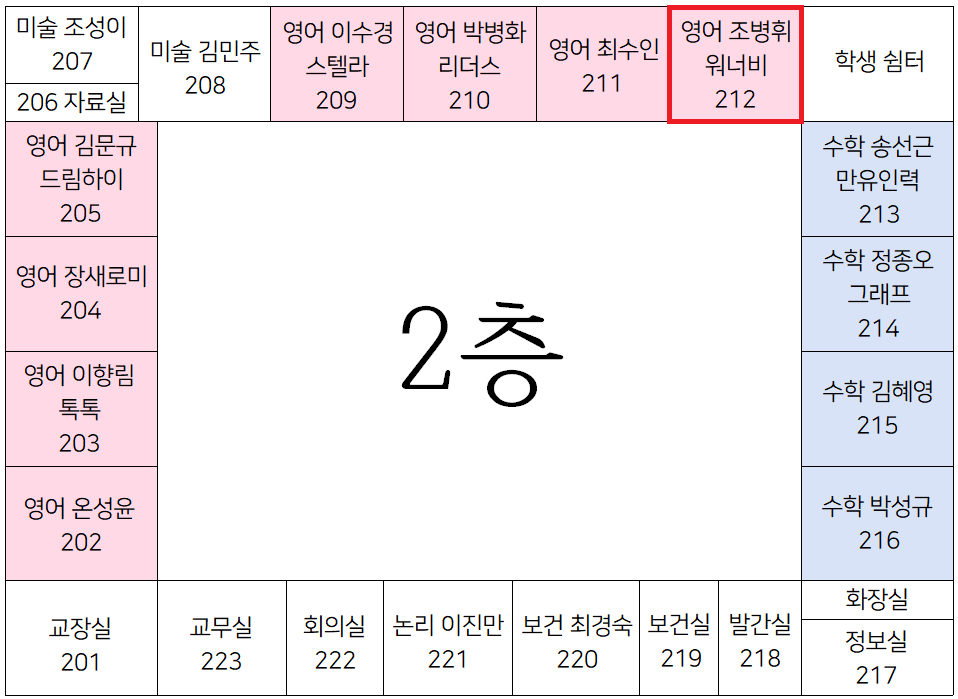 미술 조성이
207
206 자료실
미술 김민주
208
영어 이수경
스텔라
209
영어 박병화
리더스
210
영어 최수인
211
영어 조병휘
워너비
212
학생 쉼터
영어 김문규
드림하이
205
수학 송선근
만유인력
213
영어 장새로미
204
수학 정종오
그래프
214
2층
영어 이향림
톡톡
203
수학 김혜영
215
영어 온성윤
202
수학 박성규
216
교장실
201
교무실
223
회의실
222
논리 이진만
221
보건 최경숙
220
보건실
219
발간실
218
화장실
정보실
217